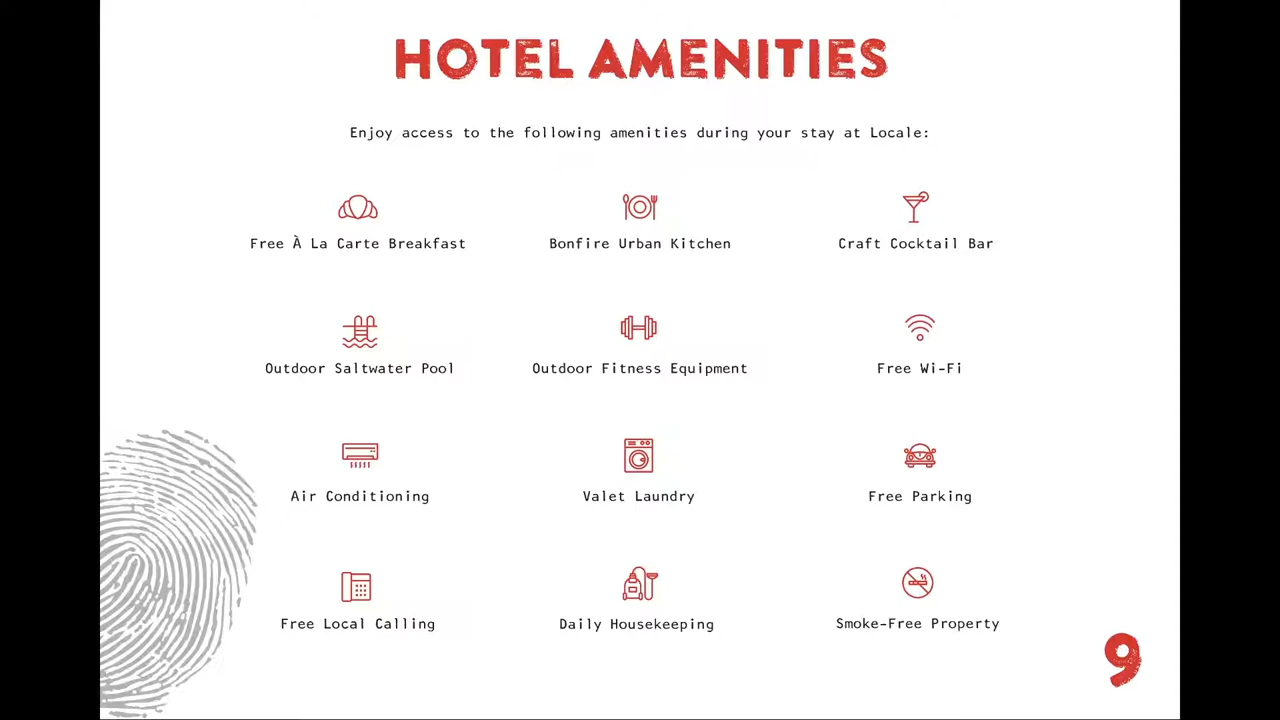 HOTEL AMENITIES
Enjoy access to the following amenities during your stay at Locale:
Free À La Carte Breakfast
Bonfire Urban Kitchen
Craft Cocktail Bar
Outdoor Saltwater Pool
Outdoor Fitness Equipment
Free Wi-Fi
Air Conditioning
Valet Laundry
Free Parking
Free Local Calling
Daily Housekeeping
Smoke-Free Property
9